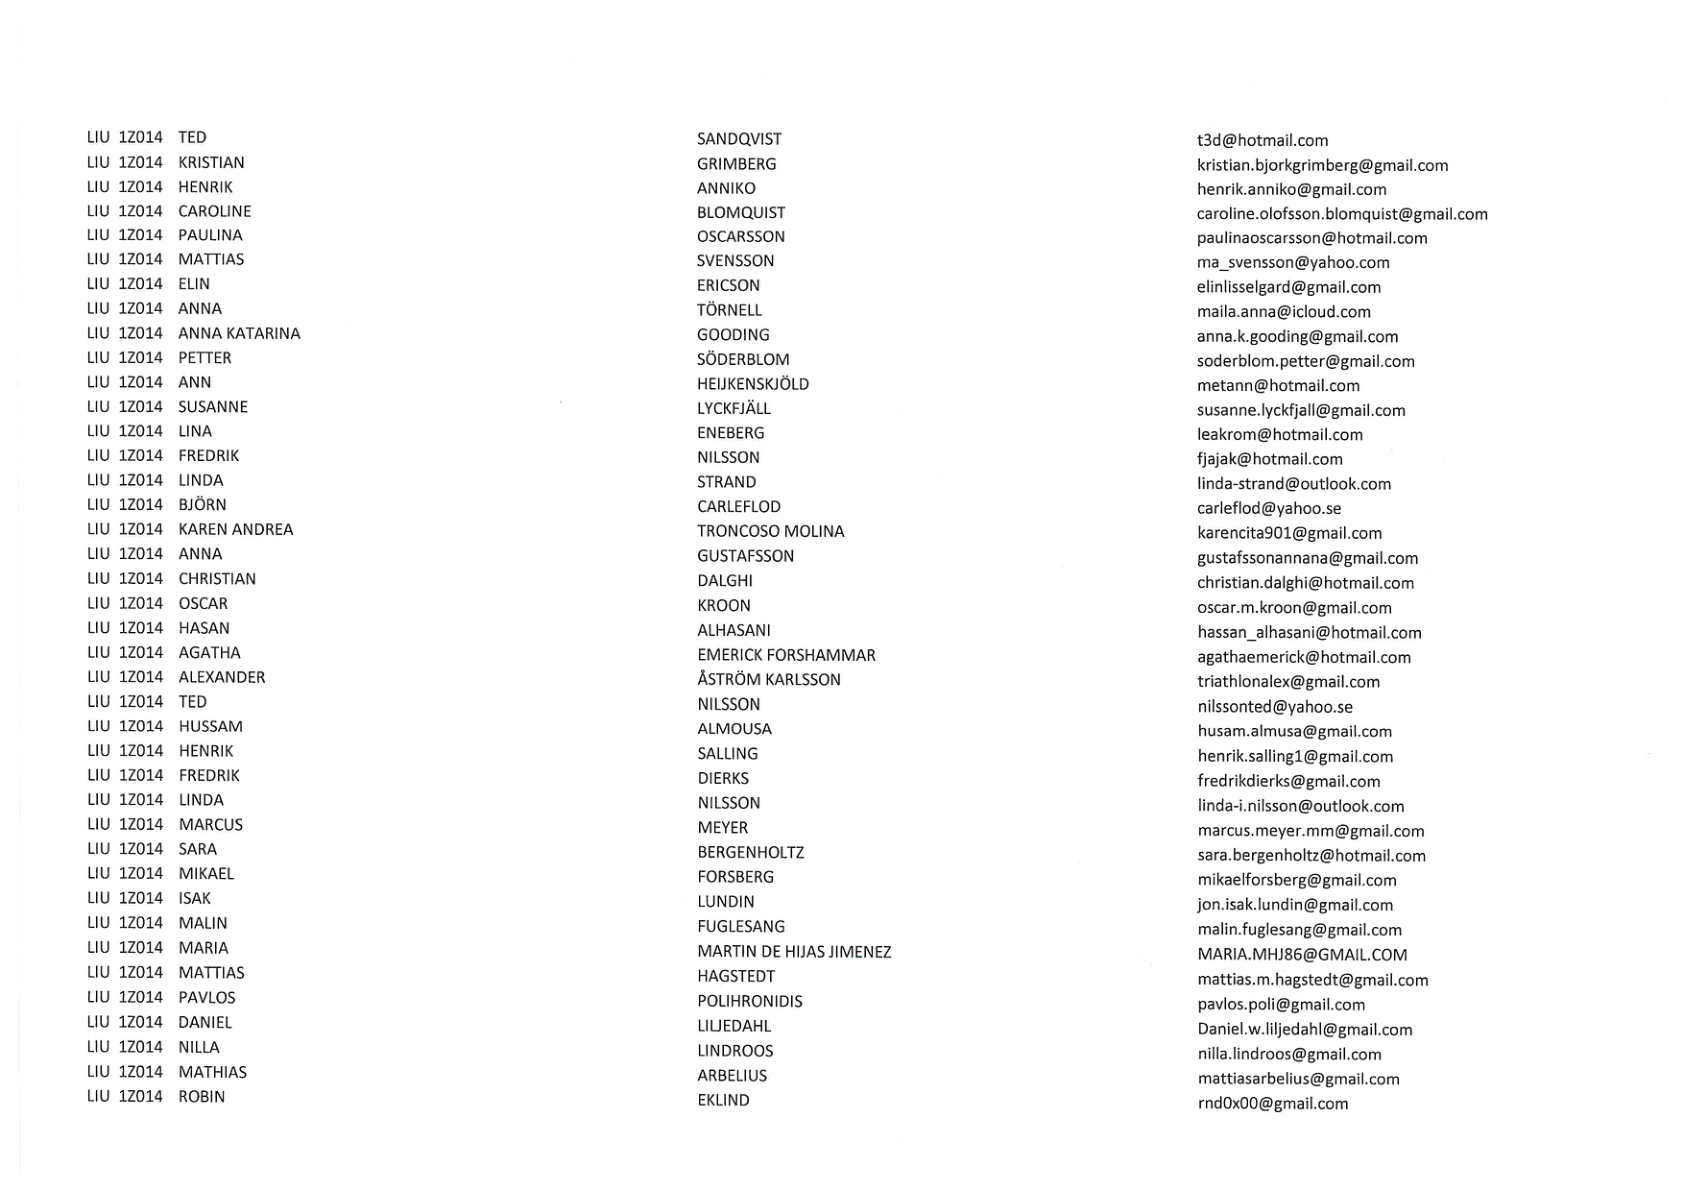 LIU 1Z014 TED SANDQVIST t3d@hotmail.com
LIU 1Z014 KRISTIAN GRIMBERG kristian.bjorkgrimberg@gmail.com
LIU 1Z014 HENRIK ANNIKO henrik.anniko@gmail.com
LIU 1Z014 CAROLINE BLOMQUIST caroline.olofsson.blomquist@gmail.com
LIU 1Z014 PAULINA OSCARSSON paulinaoscarsson@hotmail.com
LIU 1Z014 MATTIAS SVENSSON ma_svensson@yahoo.com
LIU 1Z014 ELIN ERICSON elinlisselgard@gmail.com
LIU 1Z014 ANNA TÖRNELL maila.anna@icloud.com
LIU 1Z014 ANNA KATARINA GOODING anna.k.gooding@gmail.com
LIU 1Z014 PETTER SÖDERBLOM soderblom.petter@gmail.com
LIU 1Z014 ANN HEIJKENSKJÖLD metann@hotmail.com
LIU 1Z014 SUSANNE LYCKFJÄLL susanne.lyckfjall@gmail.com
LIU 1Z014 LINA ENEBERG leakrom@hotmail.com
LIU 1Z014 FREDRIK NILSSON fjajak@hotmail.com
LIU 1Z014 LINDA STRAND linda-strand@outlook.com
LIU 1Z014 BJÖRN CARLEFLOD carleflod@yahoo.se
LIU 1Z014 KAREN ANDREA TRONCOSO MOLINA karencita901@gmail.com
LIU 1Z014 ANNA GUSTAFSSON gustafssonannana@gmail.com
LIU 1Z014 CHRISTIAN DALGHI christian.dalghi@hotmail.com
LIU 1Z014 OSCAR KROON oscar.m.kroon@gmail.com
LIU 1Z014 HASAN ALHASANI hassan_alhasani@hotmail.com
LIU 1Z014 AGATHA EMERICK FORSHAMMAR agathaemerick@hotmail.com
LIU 1Z014 ALEXANDER ÅSTRÖM KARLSSON triathlonalex@gmail.com
LIU 1Z014 TED NILSSON nilssonted@yahoo.se
LIU 1Z014 HUSSAM ALMOUSA husam.almusa@gmail.com
LIU 1Z014 HENRIK SALLING henrik.salling1@gmail.com
LIU 1Z014 FREDRIK DIERKS fredrikdierks@gmail.com
LIU 1Z014 LINDA NILSSON linda-i.nilsson@outlook.com
LIU 1Z014 MARCUS MEYER marcus.meyer.mm@gmail.com
LIU 1Z014 SARA BERGENHOLTZ sara.bergenholtz@hotmail.com
LIU 1Z014 MIKAEL FORSBERG mikaelforsberg@gmail.com
LIU 1Z014 ISAK LUNDIN jon.isak.lundin@gmail.com
LIU 1Z014 MALIN FUGLESANG malin.fuglesang@gmail.com
LIU 1Z014 MARIA MARTIN DE HIJAS JIMENEZ MARIA.MHJ86@GMAIL.COM
LIU 1Z014 MATTIAS HAGSTEDT mattias.m.hagstedt@gmail.com
LIU 1Z014 PAVLOS POLIHRONIDIS pavlos.poli@gmail.com
LIU 1Z014 DANIEL LILJEDAHL Daniel.w.liljedahl@gmail.com
LIU 1Z014 NILLA LINDROOS nilla.lindroos@gmail.com
LIU 1Z014 MATHIAS ARBELIUS mattiasarbelius@gmail.com
LIU 1Z014 ROBIN EKLIND rnd0x00@gmail.com